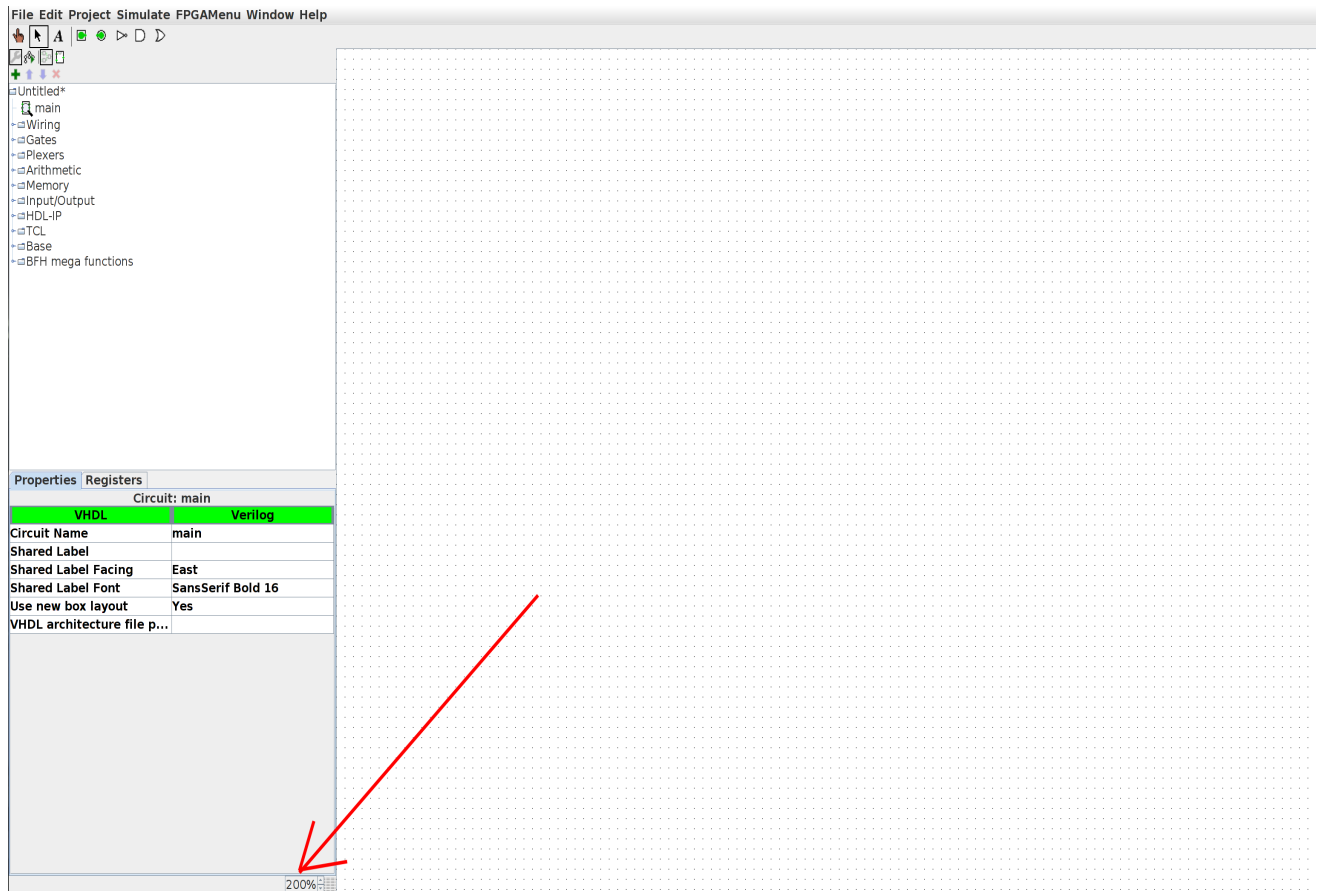 File Edit Project Simulate FPGAMenu Window Help
A
Untitled*
main
Wiring
Gates
Plexers
Arithmetic
Memory
Input/Output
HDL-IP
TCL
Base
BFH mega functions
Properties Registers
Circuit: main
VHDL Verilog
Circuit Name main
Shared Label
Shared Label Facing East
Shared Label Font SansSerif Bold 16
Use new box layout Yes
VHDL architecture file p...
200%